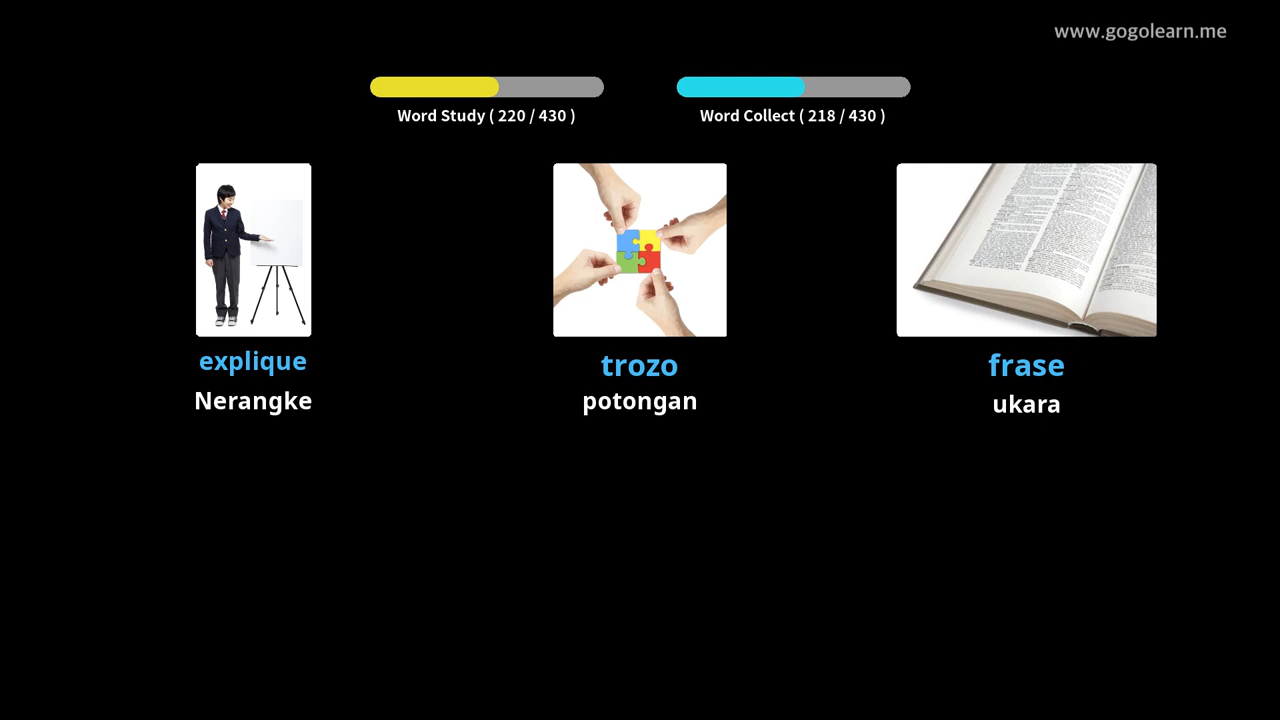 www.gogolearn.me
Word Study ( 220 / 430 )
Word Collect ( 218 / 430 )
explique
trozo
frase
Nerangke
potongan
ukara